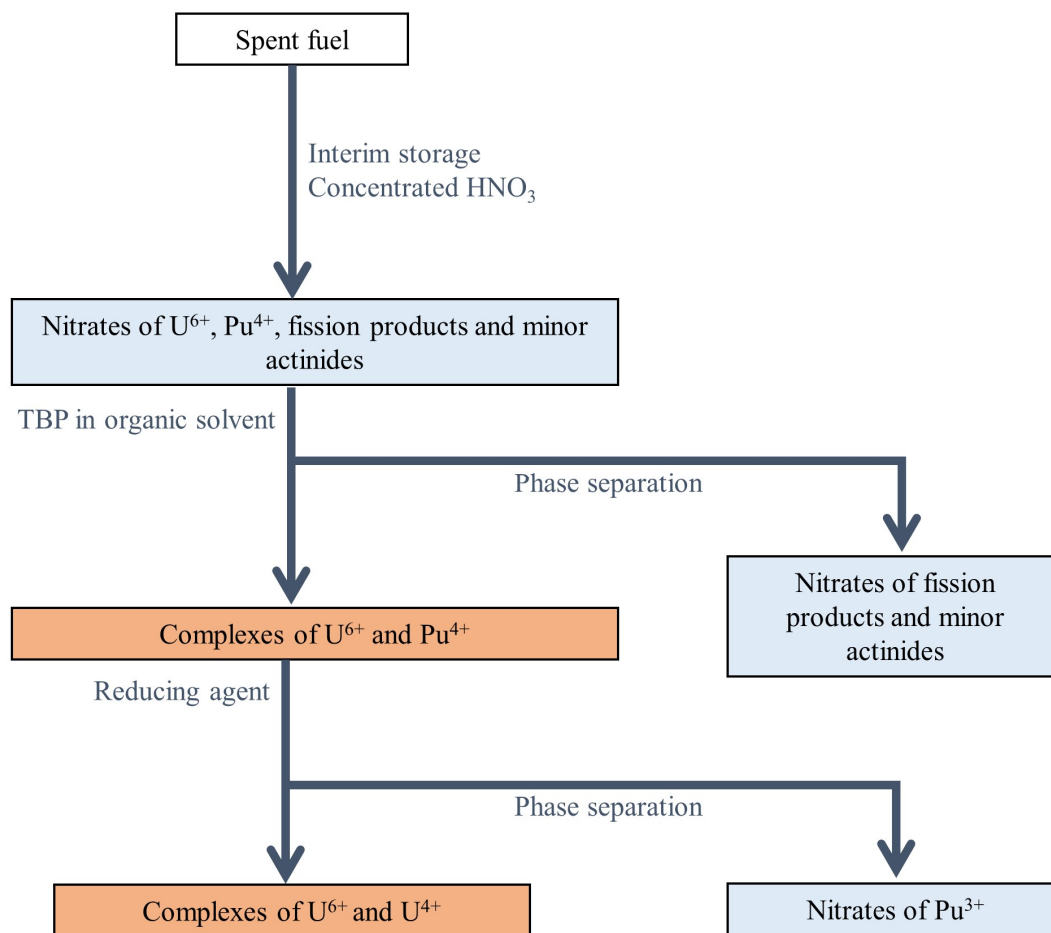 Spent fuel
Interim storage
Concentrated HNO₃
Nitrates of U⁶⁺, Pu⁴⁺, fission products and minor
actinides
TBP in organic solvent
Phase separation
Nitrates of fission
products and minor
actinides
Complexes of U⁶⁺ and Pu⁴⁺
Reducing agent
Phase separation
Complexes of U⁶⁺ and U⁴⁺
Nitrates of Pu³⁺